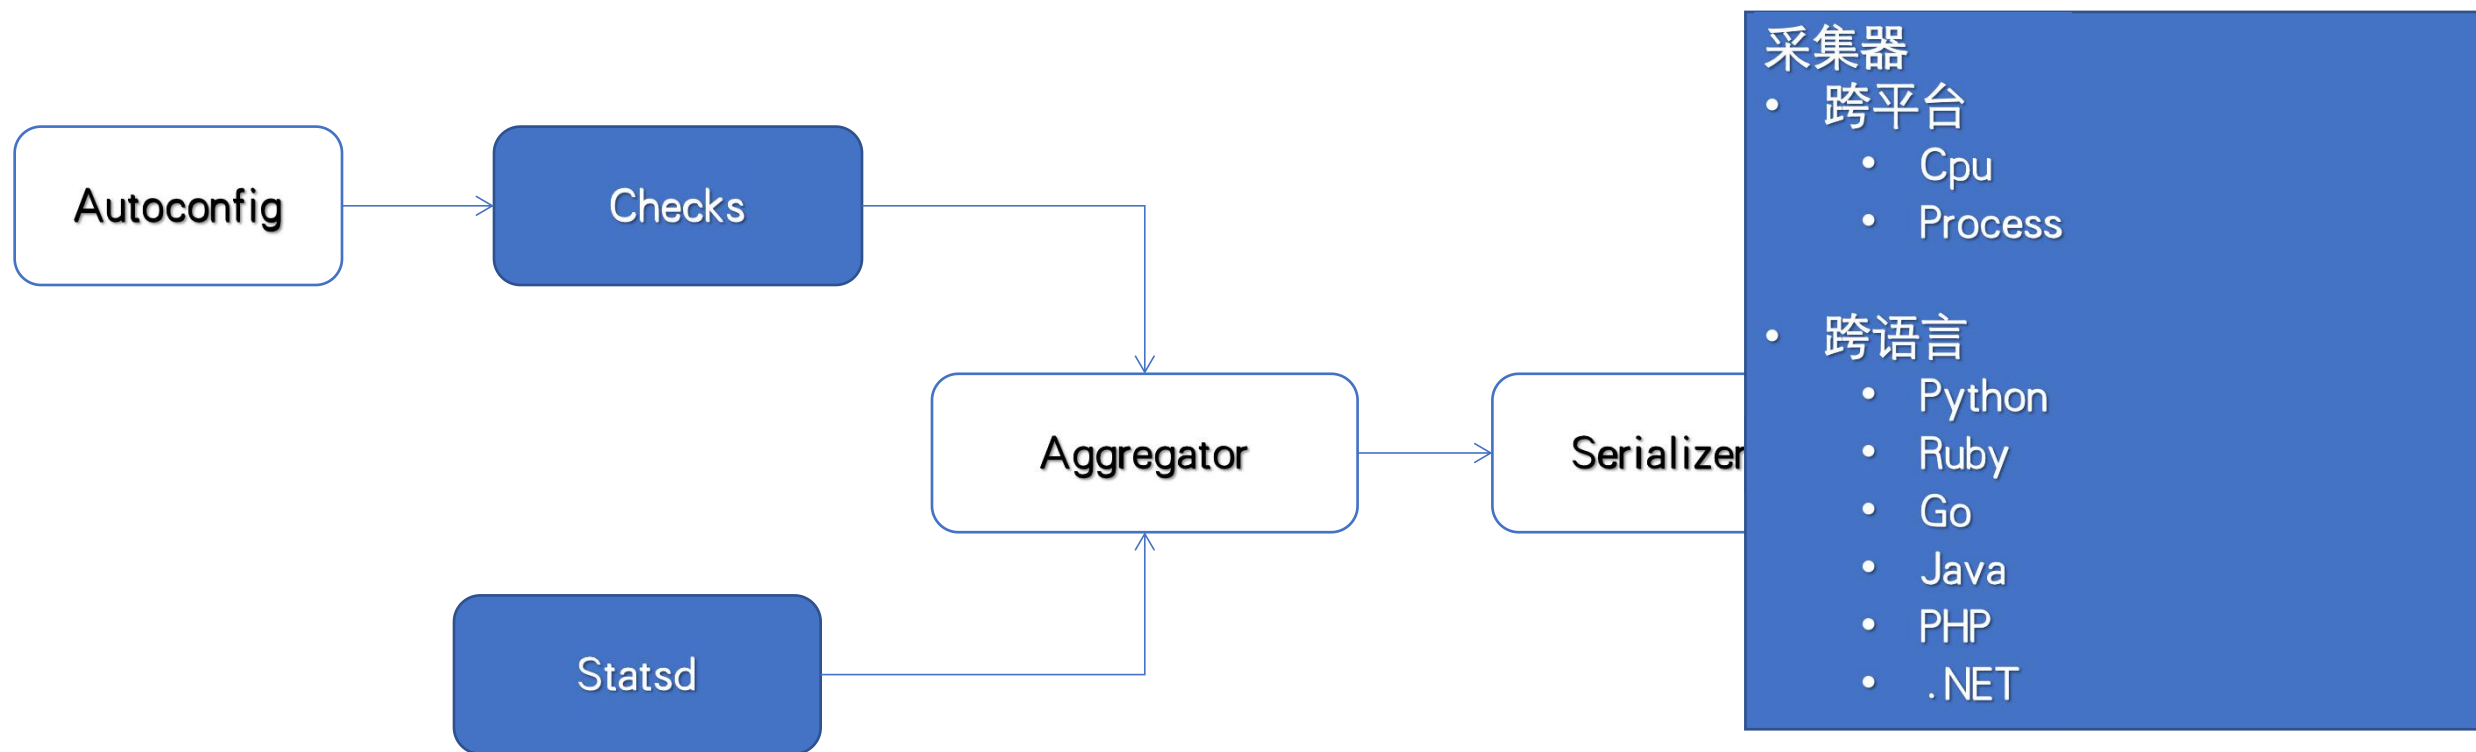 Autoconfig
Checks
Aggregator
Serializer
Statsd
采集器
• 跨平台
• Cpu
• Process
• 跨语言
• Python
• Ruby
• Go
• Java
• PHP
• .NET